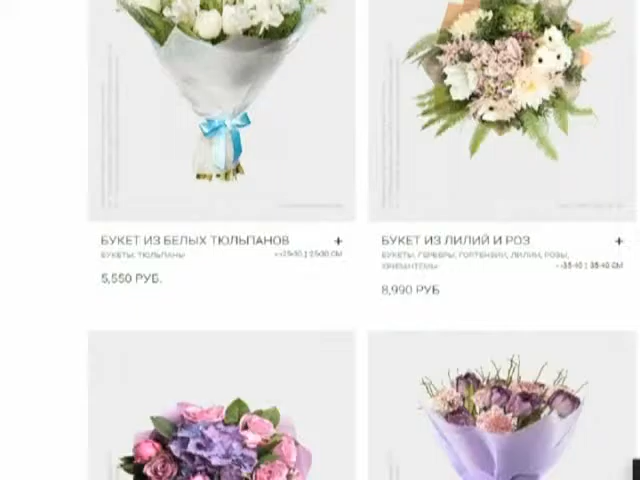 БУКЕТ ИЗ БЕЛЫХ ТЮЛЬПАНОВ +
БУКЕТЫ, ТЮЛЬПАНЫ
5,550 РУБ.
БУКЕТ ИЗ ЛИЛИЙ И РОЗ +
БУКЕТЫ, ГЕРБЕРЫ, ГОРТЕНЗИИ, ЛИЛИИ, РОЗЫ,
ХРИЗАНТЕМЫ
8,990 РУБ